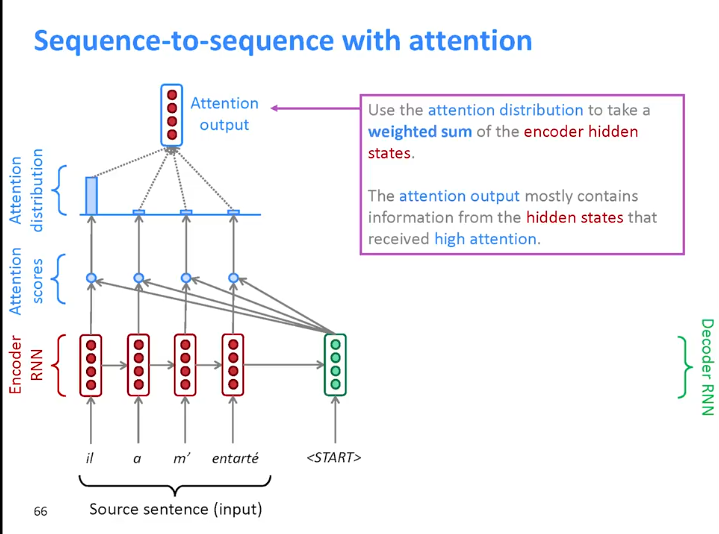 Sequence-to-sequence with attention
Attention
output
Use the attention distribution to take a
weighted sum of the encoder hidden
states.
The attention output mostly contains
information from the hidden states that
received high attention.
Attention
distribution
Attention
scores
Encoder
RNN
Decoder RNN
il
a
m’
entarté
<START>
Source sentence (input)
66